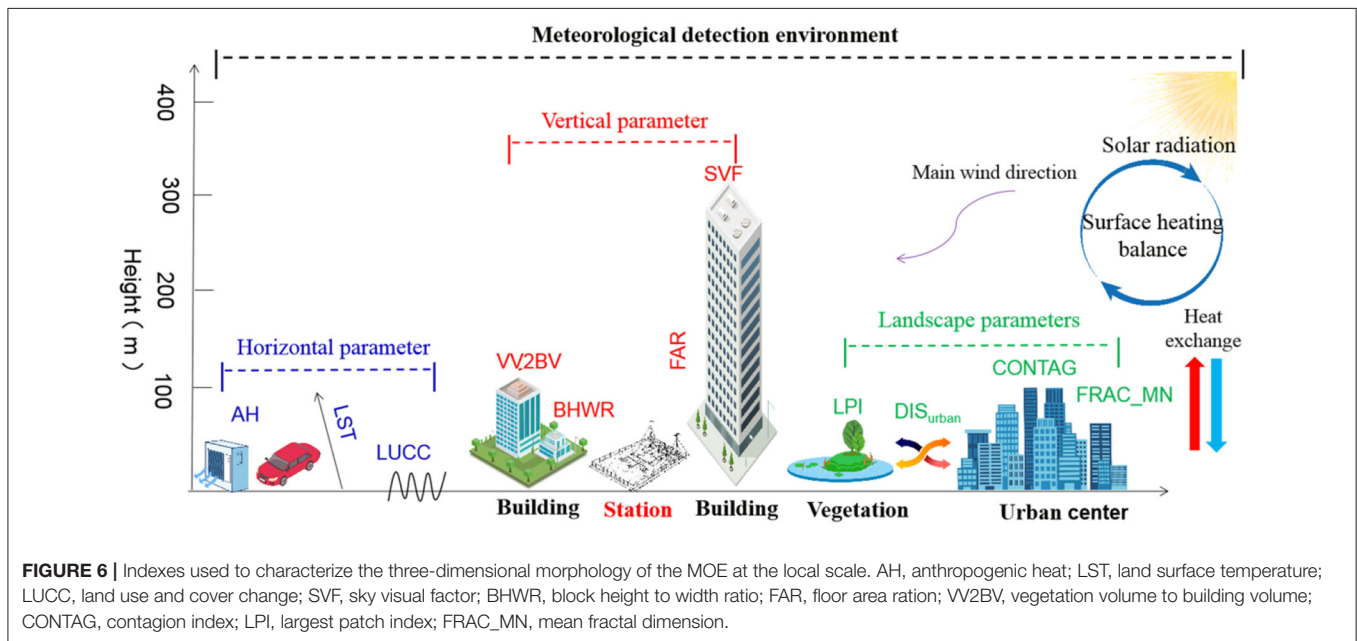 Meteorological detection environment
400
300
200
100
Height（m）
Vertical parameter
SVF
Solar radiation
Main wind direction
Surface heating
balance
Horizontal parameter
AH
LST
LUCC
VV2BV
BHWR
FAR
Landscape parameters
CONTAG
FRAC_MN
LPI
DISurban
Heat
exchange
Building
Station
Building
Vegetation
Urban center
FIGURE 6 | Indexes used to characterize the three-dimensional morphology of the MOE at the local scale. AH, anthropogenic heat; LST, land surface temperature;
LUCC, land use and cover change; SVF, sky visual factor; BHWR, block height to width ratio; FAR, floor area ration; VV2BV, vegetation volume to building volume;
CONTAG, contagion index; LPI, largest patch index; FRAC_MN, mean fractal dimension.